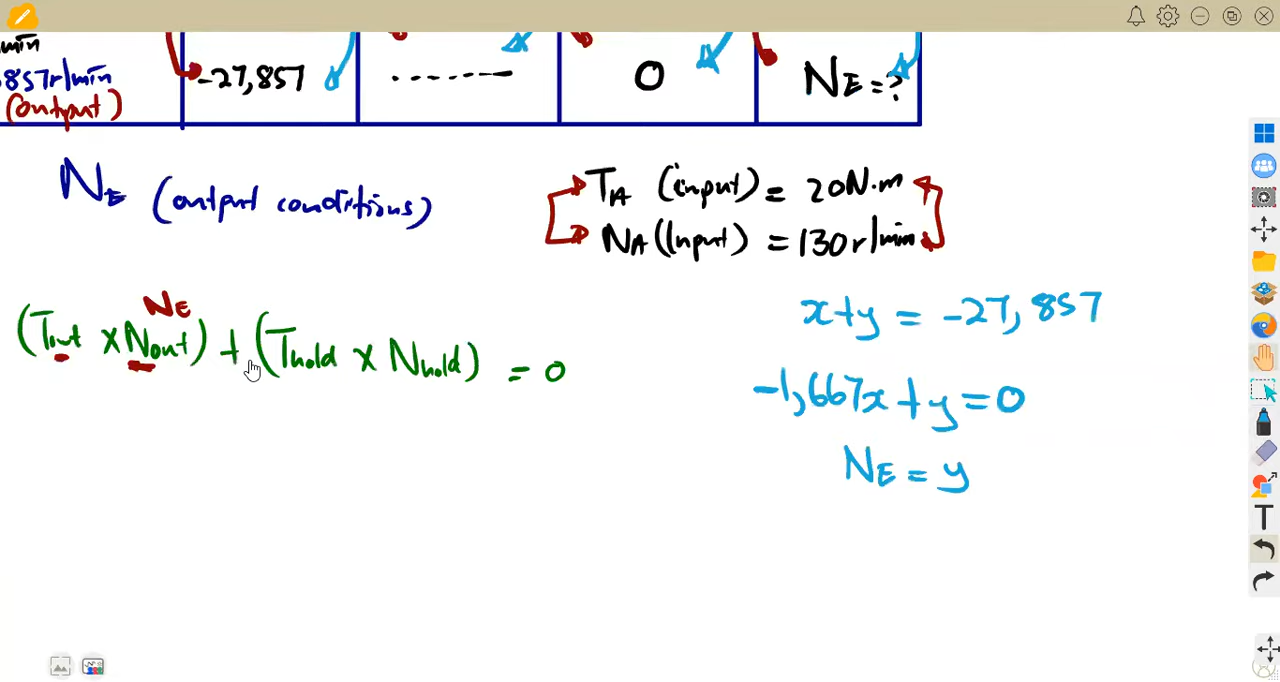 min
857r/min
-27,857
--------
0
NE=?
(output)
NE (output conditions)
TA (input) = 20N.m
NA (Input) = 130r/min
NE
(Tout x Nout) + (Thold x Nhold) = 0
x+y = -27,857
-1,667x+y=0
NE = y
T